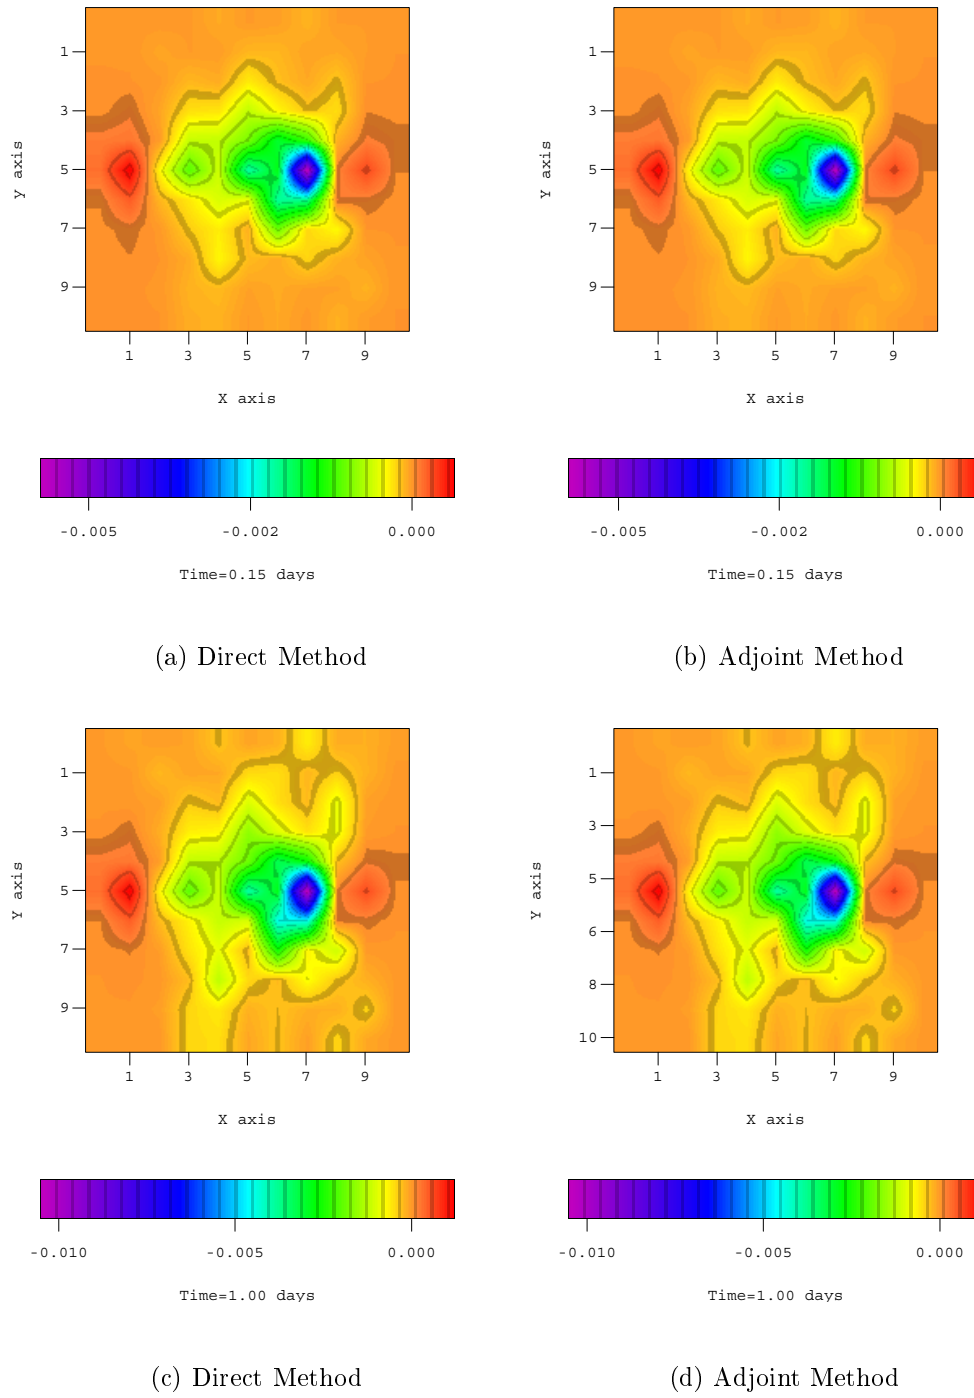 1
3
5
7
9
Y axis
1 3 5 7 9
X axis
-0.005 -0.002 0.000
Time=0.15 days
(a) Direct Method
1
3
5
7
9
Y axis
1 3 5 7 9
X axis
-0.005 -0.002 0.000
Time=0.15 days
(b) Adjoint Method
1
3
5
7
9
Y axis
1 3 5 7 9
X axis
-0.010 -0.005 0.000
Time=1.00 days
(c) Direct Method
1
3
5
6
8
10
Y axis
1 3 5 7 9
X axis
-0.010 -0.005 0.000
Time=1.00 days
(d) Adjoint Method